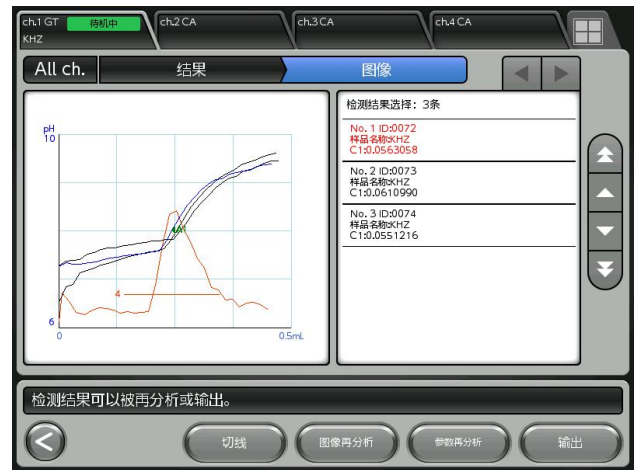 ch.1 GT 待机中
KHZ
ch.2 CA
ch.3 CA
ch.4 CA
All ch.
结果
图像
检测结果选择：3条
No. 1 ID:0072
样品名称:KHZ
C1:0.0563058
No. 2 ID:0073
样品名称:KHZ
C1:0.0610990
No. 3 ID:0074
样品名称:KHZ
C1:0.0551216
pH
10
4
6
0
0.5mL
检测结果可以被再分析或输出。
切线
图像再分析
参数再分析
输出